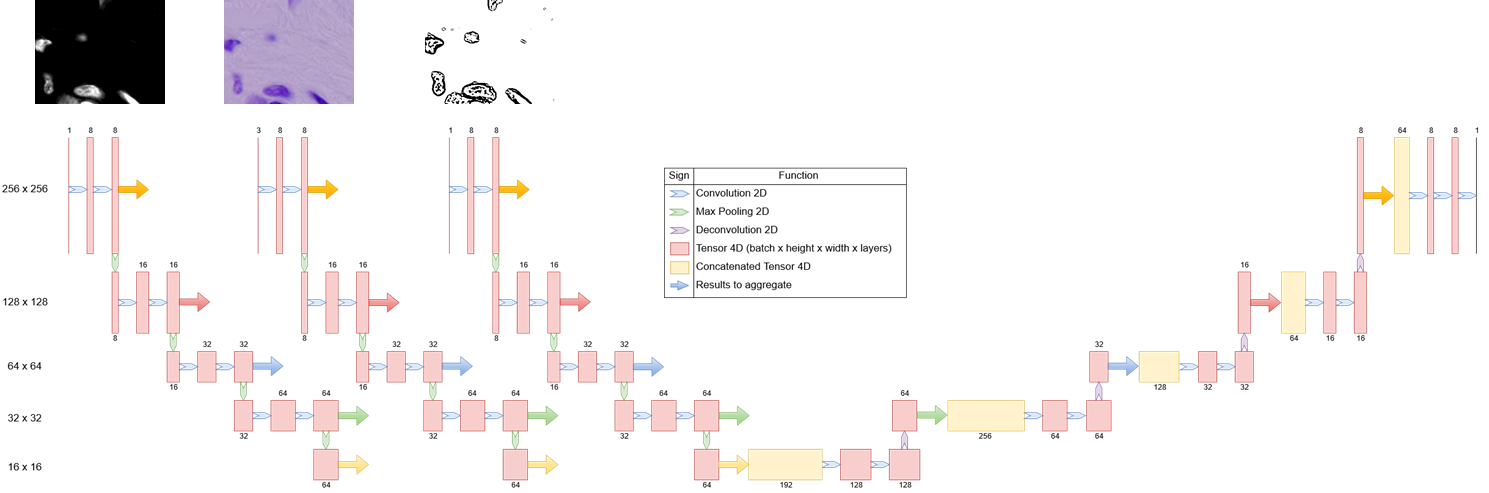 1 8 8 3 8 8 1 8 8 8 64 8 8 1
Sign Function
256 x 256
Convolution 2D
Max Pooling 2D
Deconvolution 2D
Tensor 4D (batch x height x width x layers)
Concatenated Tensor 4D
Results to aggregate
16 16 16 16 16 16 16
128 x 128
8 8 8 64 16 16
32 32 32 32 32 32 32
64 x 64
16 16 16 128 32 32
64 64 64 64 64 64 64
32 x 32
32 32 32 256 64 64
16 x 16
64 64 64 192 128 128